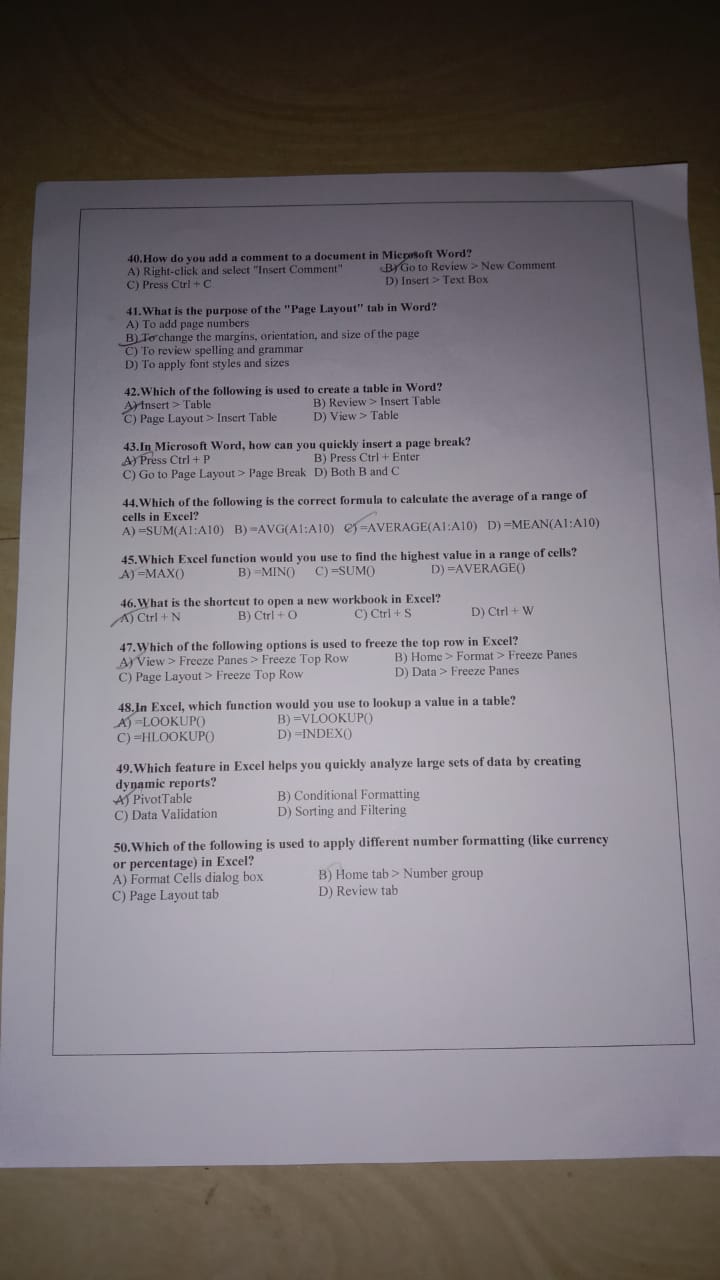 40.How do you add a comment to a document in Microsoft Word?
A) Right-click and select "Insert Comment" B) Go to Review > New Comment
C) Press Ctrl + C D) Insert > Text Box
41.What is the purpose of the "Page Layout" tab in Word?
A) To add page numbers
B) To change the margins, orientation, and size of the page
C) To review spelling and grammar
D) To apply font styles and sizes
42.Which of the following is used to create a table in Word?
A) Insert > Table B) Review > Insert Table
C) Page Layout > Insert Table D) View > Table
43.In Microsoft Word, how can you quickly insert a page break?
A) Press Ctrl + P B) Press Ctrl + Enter
C) Go to Page Layout > Page Break D) Both B and C
44.Which of the following is the correct formula to calculate the average of a range of
cells in Excel?
A) =SUM(A1:A10) B) =AVG(A1:A10) C) =AVERAGE(A1:A10) D) =MEAN(A1:A10)
45.Which Excel function would you use to find the highest value in a range of cells?
A) =MAX() B) =MIN() C) =SUM() D) =AVERAGE()
46.What is the shortcut to open a new workbook in Excel?
A) Ctrl + N B) Ctrl + O C) Ctrl + S D) Ctrl + W
47.Which of the following options is used to freeze the top row in Excel?
A) View > Freeze Panes > Freeze Top Row B) Home > Format > Freeze Panes
C) Page Layout > Freeze Top Row D) Data > Freeze Panes
48.In Excel, which function would you use to lookup a value in a table?
A) =LOOKUP() B) =VLOOKUP()
C) =HLOOKUP() D) =INDEX()
49.Which feature in Excel helps you quickly analyze large sets of data by creating
dynamic reports?
A) PivotTable B) Conditional Formatting
C) Data Validation D) Sorting and Filtering
50.Which of the following is used to apply different number formatting (like currency
or percentage) in Excel?
A) Format Cells dialog box B) Home tab > Number group
C) Page Layout tab D) Review tab